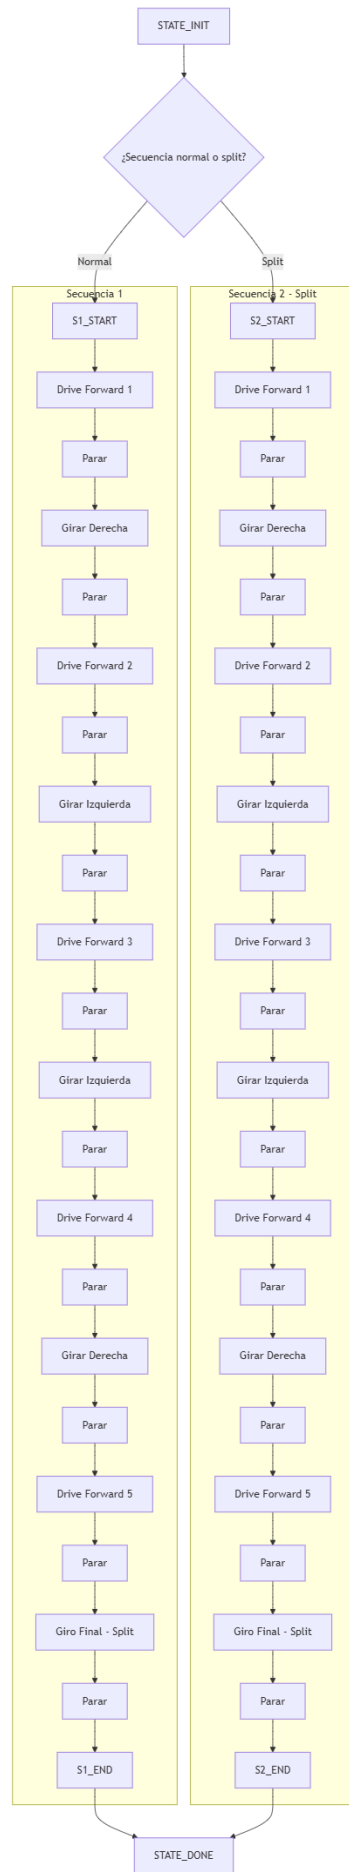 STATE_INIT
¿Secuencia normal o split?
Normal
Split
Secuencia 1
S1_START
Drive Forward 1
Parar
Girar Derecha
Parar
Drive Forward 2
Parar
Girar Izquierda
Parar
Drive Forward 3
Parar
Girar Izquierda
Parar
Drive Forward 4
Parar
Girar Derecha
Parar
Drive Forward 5
Parar
Giro Final - Split
Parar
S1_END
Secuencia 2 - Split
S2_START
Drive Forward 1
Parar
Girar Derecha
Parar
Drive Forward 2
Parar
Girar Izquierda
Parar
Drive Forward 3
Parar
Girar Izquierda
Parar
Drive Forward 4
Parar
Girar Derecha
Parar
Drive Forward 5
Parar
Giro Final - Split
Parar
S2_END
STATE_DONE